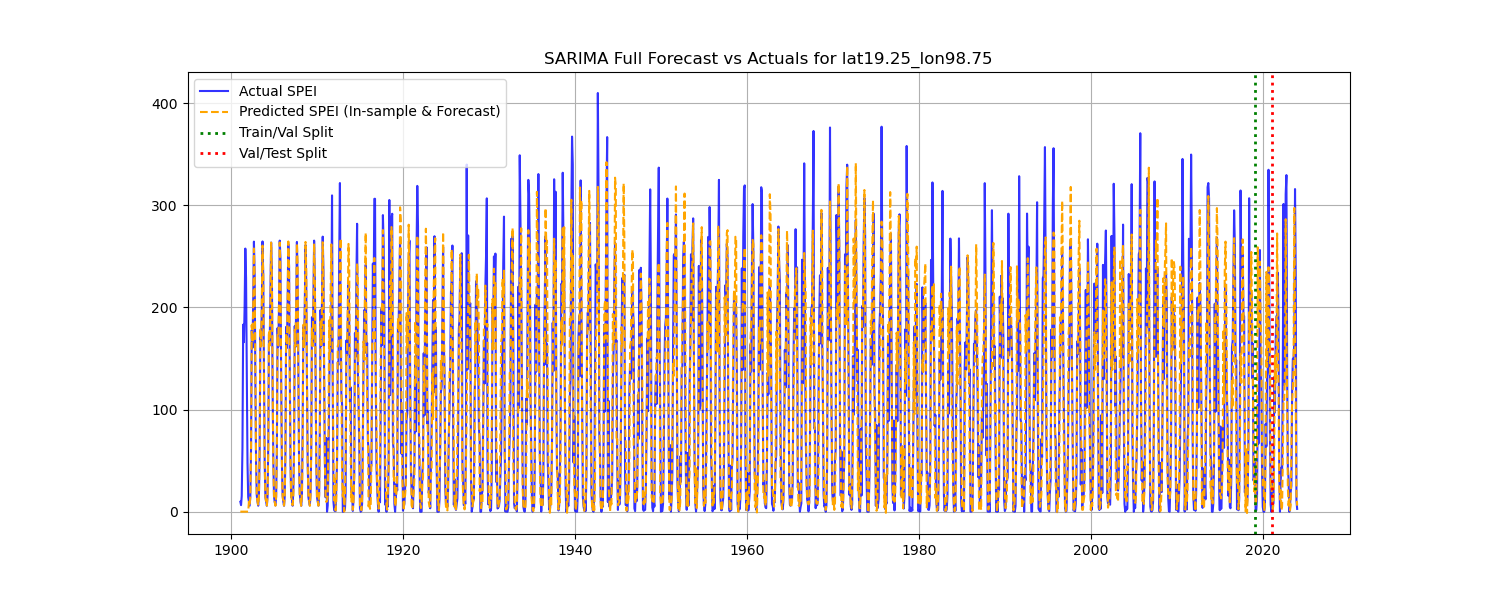 SARIMA Full Forecast vs Actuals for lat19.25_lon98.75
Actual SPEI
Predicted SPEI (In-sample & Forecast)
Train/Val Split
Val/Test Split
400
300
200
100
0
1900 1920 1940 1960 1980 2000 2020